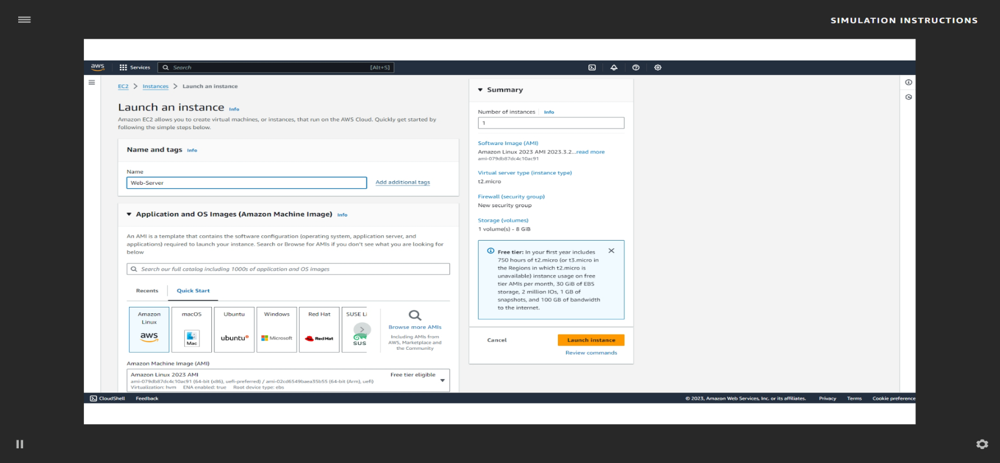 SIMULATION INSTRUCTIONS
aws
Services
Search
[Alt+S]
EC2 > Instances > Launch an instance
Launch an instance Info
Amazon EC2 allows you to create virtual machines, or instances, that run on the AWS Cloud. Quickly get started by
following the simple steps below.
Name and tags Info
Name
Web-Server
Add additional tags
Application and OS Images (Amazon Machine Image) Info
An AMI is a template that contains the software configuration (operating system, application server, and
applications) required to launch your instance. Search or Browse for AMIs if you don't see what you are looking for
below
Search our full catalog including 1000s of application and OS images
Recents
Quick Start
Amazon
Linux
aws
macOS
Mac
Ubuntu
ubuntu®
Windows
Microsoft
Red Hat
RedHat
SUSE Li
SUS
Browse more AMIs
Including AMIs from
AWS, Marketplace and
the Community
Amazon Machine Image (AMI)
Amazon Linux 2023 AMI
Free tier eligible
ami-079db87dc4c10ac91 (64-bit (x86), uefi-preferred) / ami-02cd6549baea35b55 (64-bit (Arm), uefi)
Virtualization: hvm ENA enabled: true Root device type: ebs
Summary
Number of instances Info
1
Software Image (AMI)
Amazon Linux 2023 AMI 2023.3.2...read more
ami-079db87dc4c10ac91
Virtual server type (instance type)
t2.micro
Firewall (security group)
New security group
Storage (volumes)
1 volume(s) - 8 GiB
Free tier: In your first year includes
750 hours of t2.micro (or t3.micro in
the Regions in which t2.micro is
unavailable) instance usage on free
tier AMIs per month, 30 GiB of EBS
storage, 2 million IOs, 1 GB of
snapshots, and 100 GB of bandwidth
to the internet.
Cancel
Launch instance
Review commands
CloudShell
Feedback
© 2023, Amazon Web Services, Inc. or its affiliates.
Privacy
Terms
Cookie preference